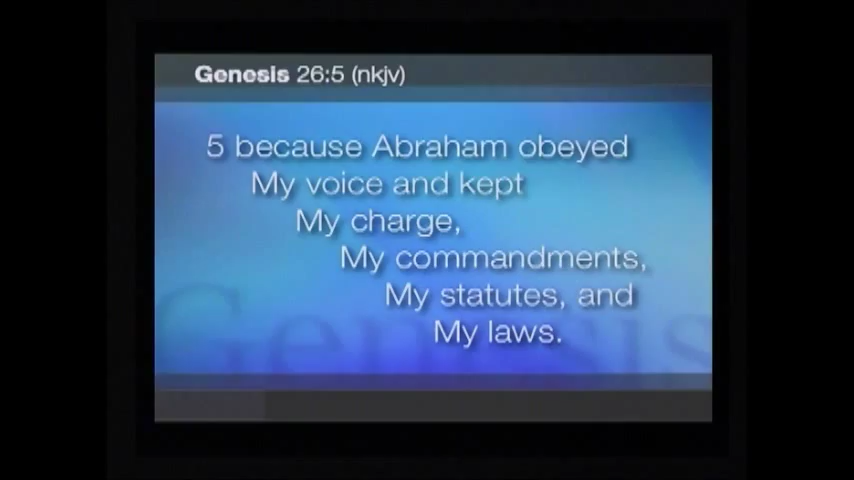 Genesis 26:5 (nkjv)
5 because Abraham obeyed
My voice and kept
My charge,
My commandments,
My statutes, and
My laws.
Genesis